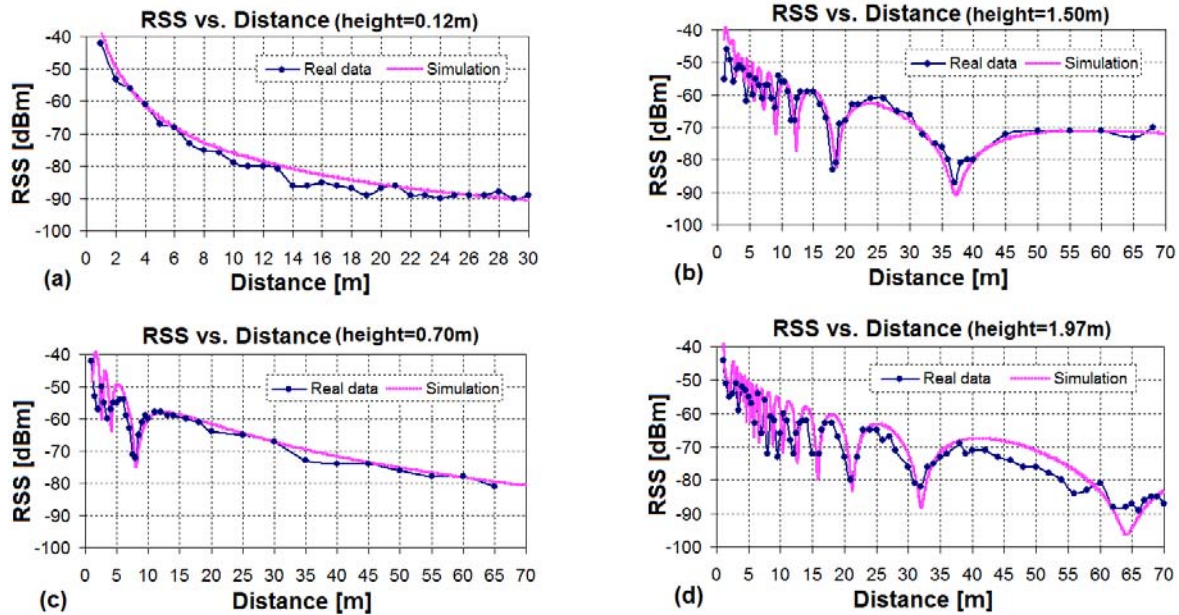 RSS vs. Distance (height=0.12m)
-40
-50
-60
-70
-80
-90
-100
RSS [dBm]
Real data
Simulation
0 2 4 6 8 10 12 14 16 18 20 22 24 26 28 30
Distance [m]
(a)
RSS vs. Distance (height=1.50m)
-40
-50
-60
-70
-80
-90
-100
RSS [dBm]
Real data
Simulation
0 5 10 15 20 25 30 35 40 45 50 55 60 65 70
Distance [m]
(b)
RSS vs. Distance (height=0.70m)
-40
-50
-60
-70
-80
-90
-100
RSS [dBm]
Real data
Simulation
0 5 10 15 20 25 30 35 40 45 50 55 60 65 70
Distance [m]
(c)
RSS vs. Distance (height=1.97m)
-40
-50
-60
-70
-80
-90
-100
RSS [dBm]
Real data
Simulation
0 5 10 15 20 25 30 35 40 45 50 55 60 65 70
Distance [m]
(d)